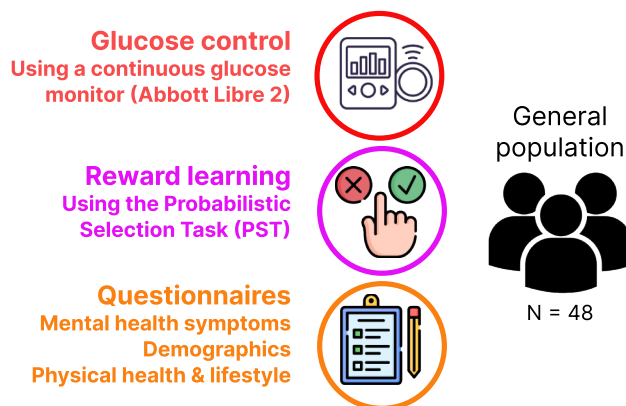 Glucose control
Using a continuous glucose
monitor (Abbott Libre 2)
Reward learning
Using the Probabilistic
Selection Task (PST)
Questionnaires
Mental health symptoms
Demographics
Physical health & lifestyle
General
population
N = 48